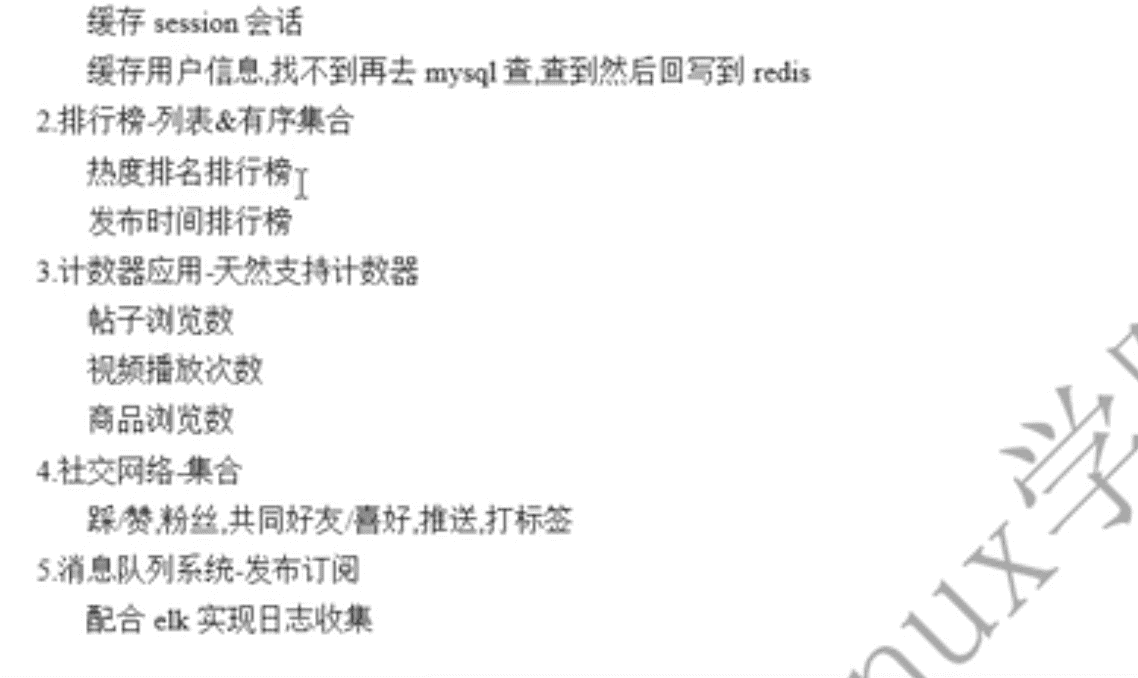 缓存 session 会话
缓存用户信息,找不到再去 mysql 查,查到然后回写到 redis
2.排行榜-列表&有序集合
热度排名排行榜
发布时间排行榜
3.计数器应用-天然支持计数器
帖子浏览数
视频播放次数
商品浏览数
4.社交网络-集合
踩/赞,粉丝,共同好友/喜好,推送,打标签
5.消息队列系统-发布订阅
配合 elk 实现日志收集
nux学